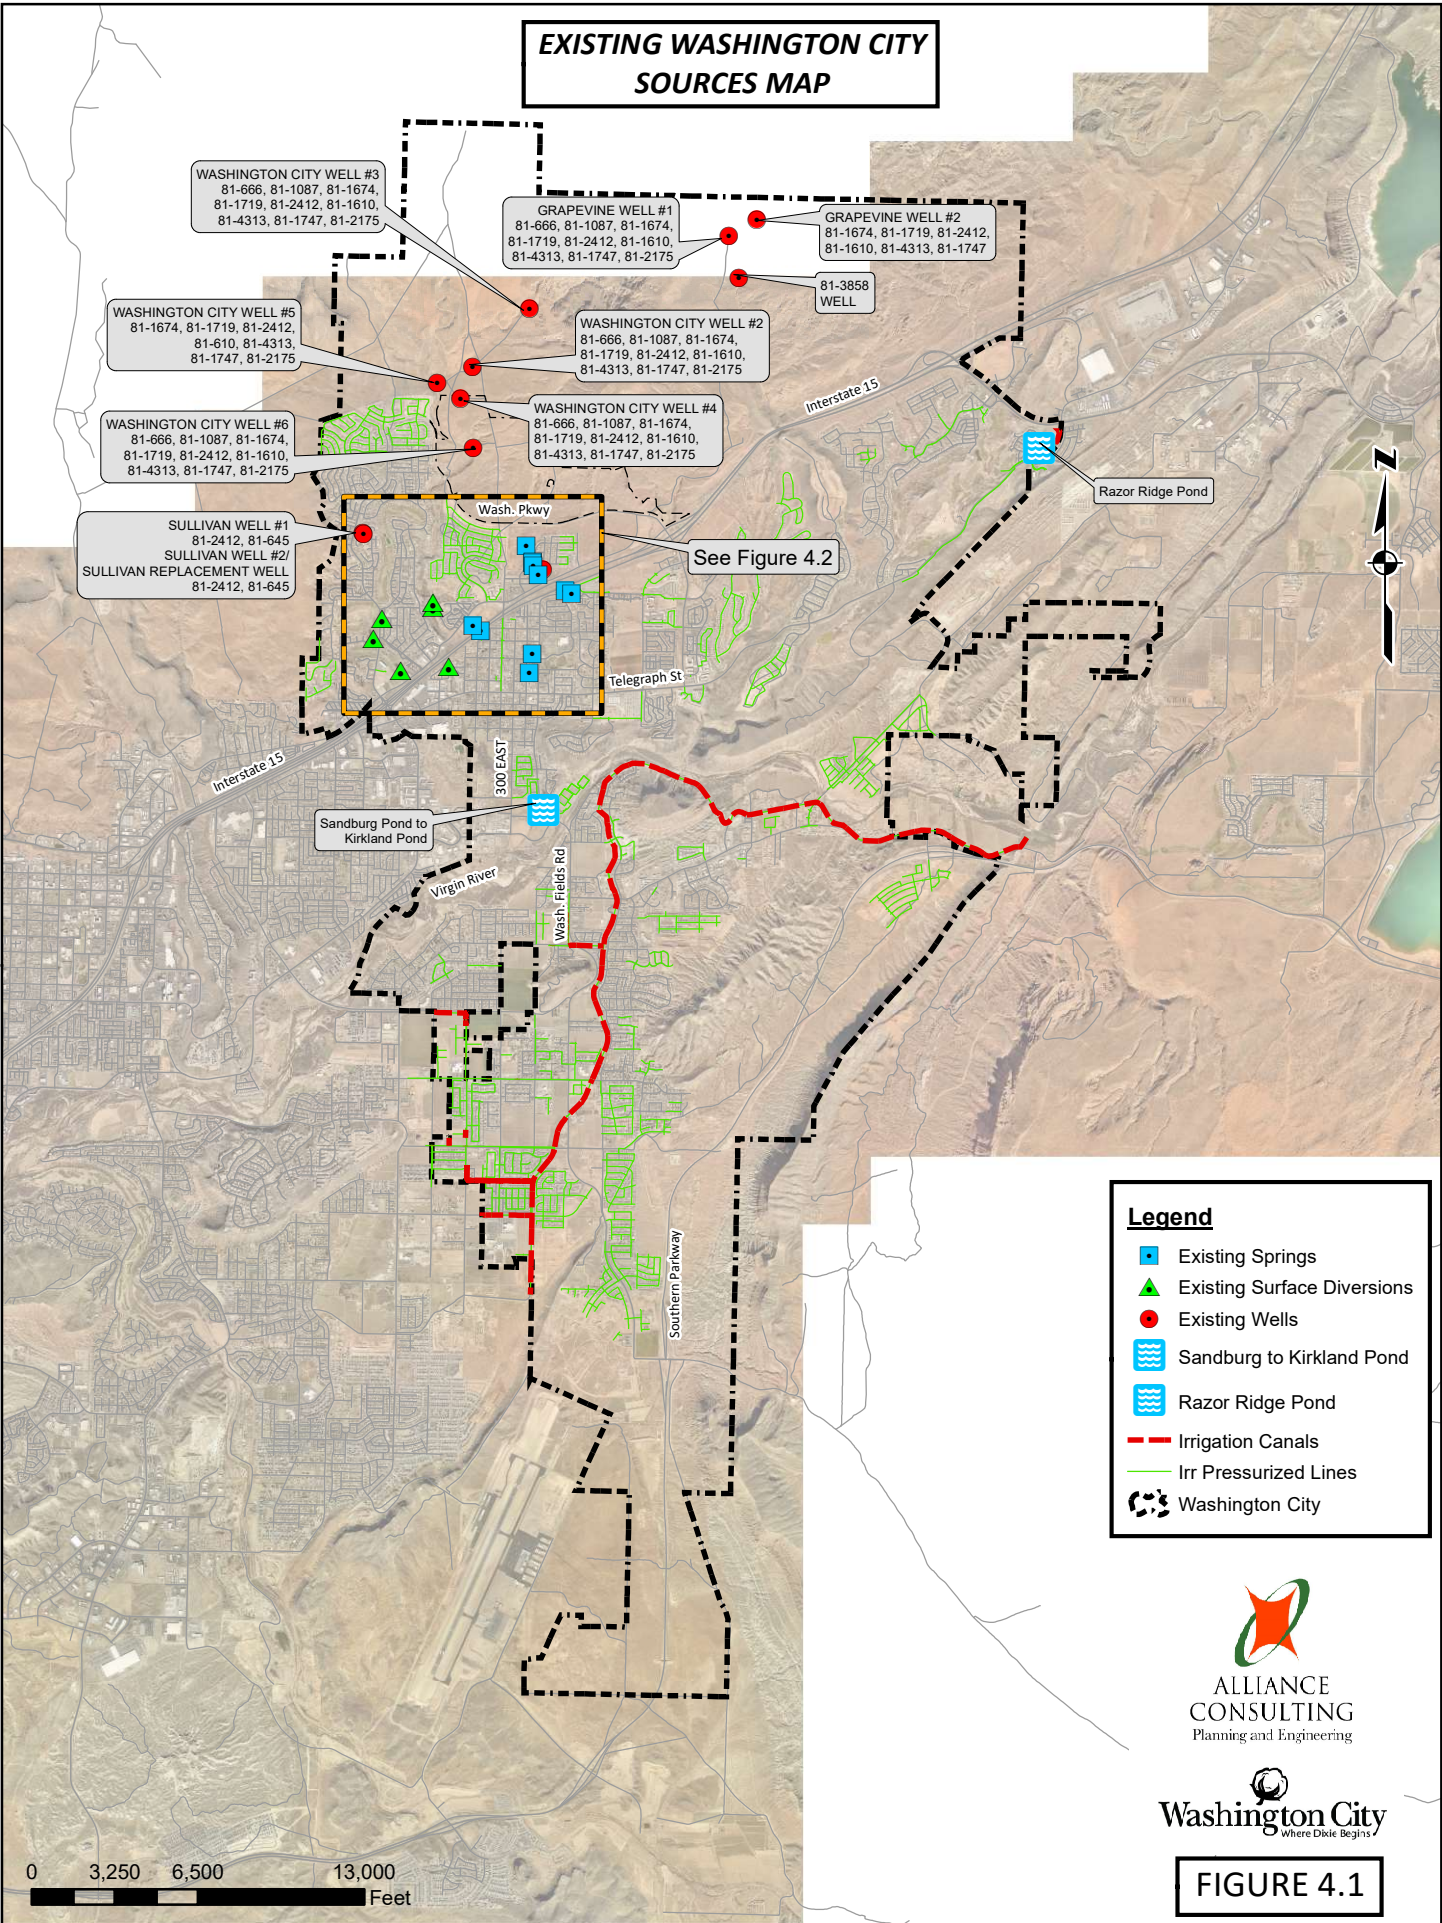 EXISTING WASHINGTON CITY
SOURCES MAP
WASHINGTON CITY WELL #3
81-666, 81-1087, 81-1674,
81-1719, 81-2412, 81-1610,
81-4313, 81-1747, 81-2175
GRAPEVINE WELL #1
81-666, 81-1087, 81-1674,
81-1719, 81-2412, 81-1610,
81-4313, 81-1747, 81-2175
GRAPEVINE WELL #2
81-1674, 81-1719, 81-2412,
81-1610, 81-4313, 81-1747
81-3858
WELL
WASHINGTON CITY WELL #5
81-1674, 81-1719, 81-2412,
81-610, 81-4313,
81-1747, 81-2175
WASHINGTON CITY WELL #2
81-666, 81-1087, 81-1674,
81-1719, 81-2412, 81-1610,
81-4313, 81-1747, 81-2175
Interstate 15
WASHINGTON CITY WELL #4
81-666, 81-1087, 81-1674,
81-1719, 81-2412, 81-1610,
81-4313, 81-1747, 81-2175
WASHINGTON CITY WELL #6
81-666, 81-1087, 81-1674,
81-1719, 81-2412, 81-1610,
81-4313, 81-1747, 81-2175
N
Razor Ridge Pond
Wash. Pkwy
SULLIVAN WELL #1
81-2412, 81-645
SULLIVAN WELL #2/
SULLIVAN REPLACEMENT WELL
81-2412, 81-645
See Figure 4.2
Telegraph St
Interstate 15
300 EAST
Sandburg Pond to
Kirkland Pond
Virgin River
Wash. Fields Rd
Southern Parkway
Legend
Existing Springs
Existing Surface Diversions
Existing Wells
Sandburg to Kirkland Pond
Razor Ridge Pond
Irrigation Canals
Irr Pressurized Lines
Washington City
ALLIANCE
CONSULTING
Planning and Engineering
Washington City
Where Dixie Begins
0 3,250 6,500 13,000
Feet
FIGURE 4.1